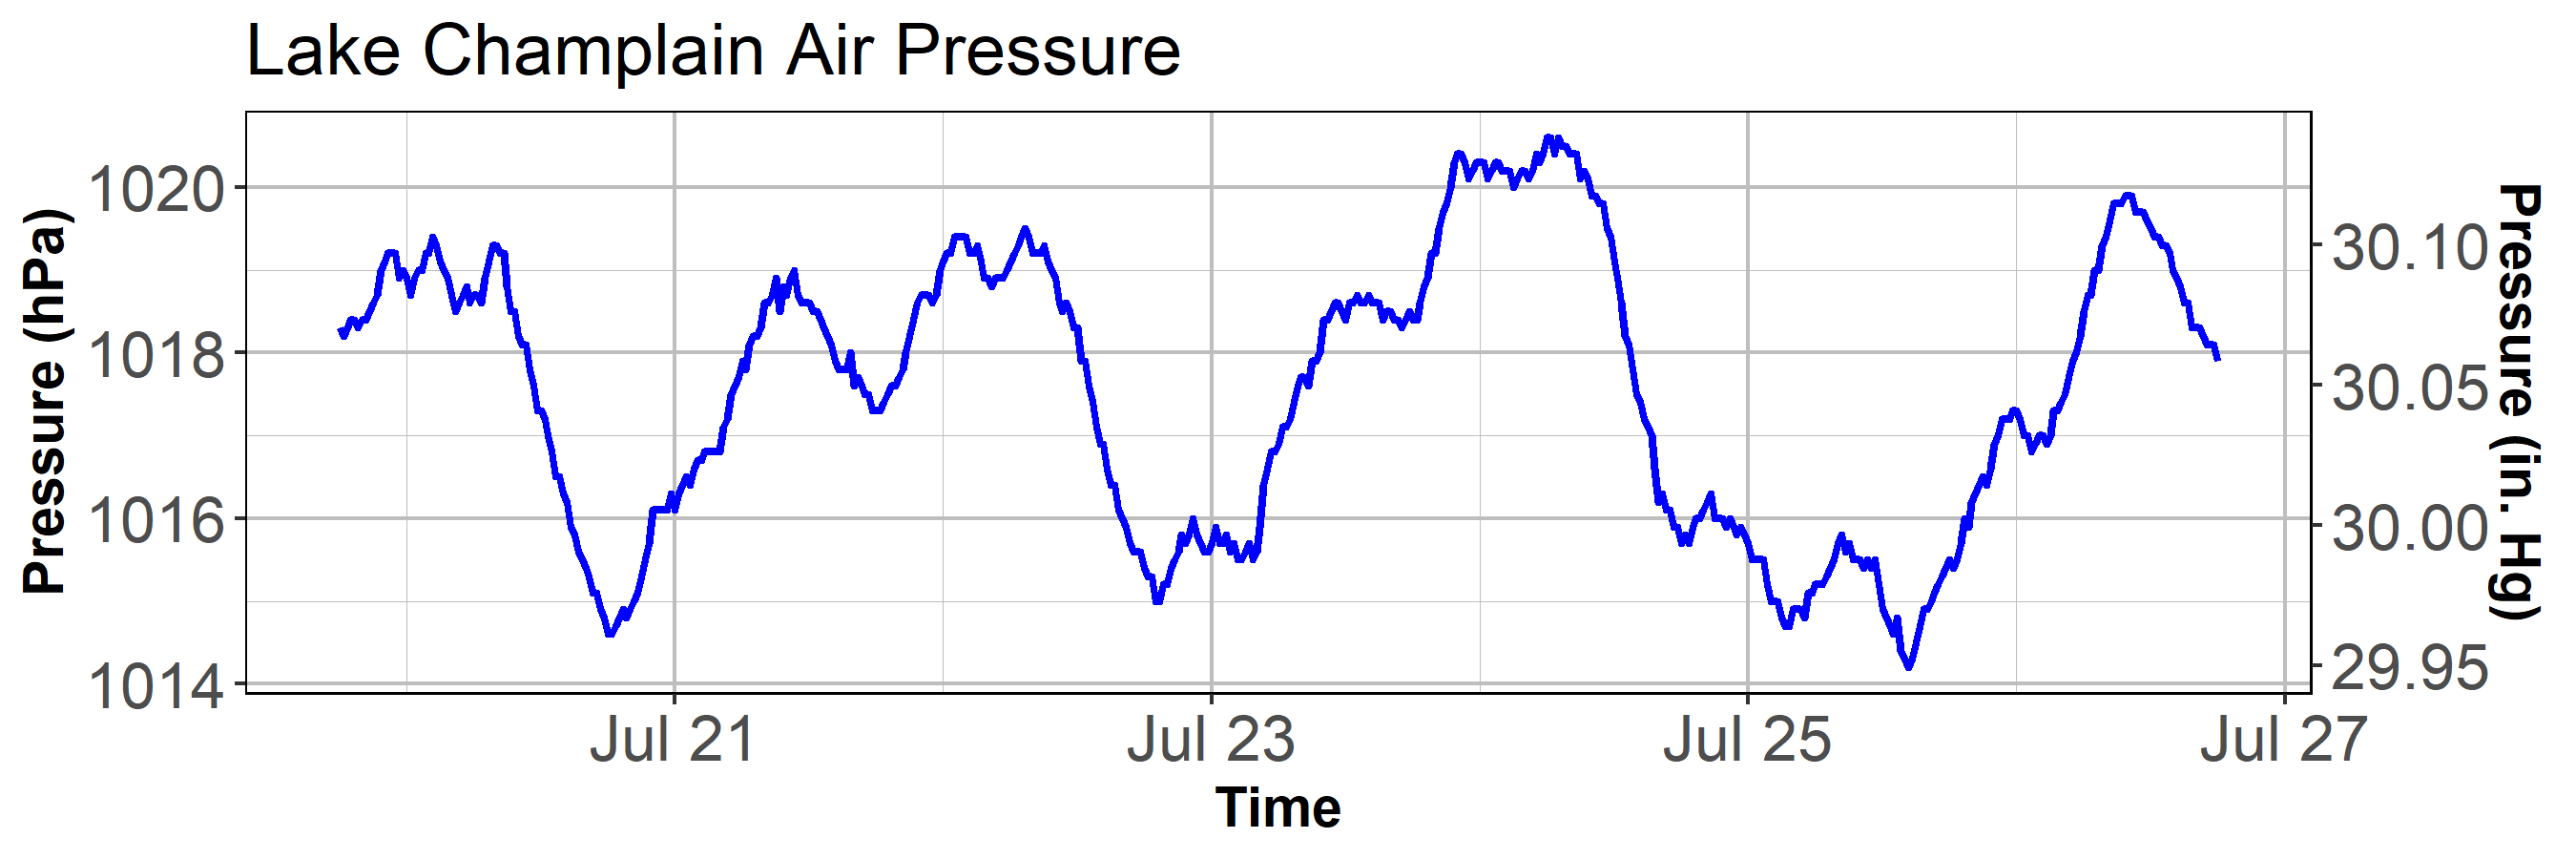 Lake Champlain Air Pressure
Pressure (hPa)
1020
1018
1016
1014
30.10
30.05
30.00
29.95
Pressure (in. Hg)
Jul 21
Jul 23
Jul 25
Jul 27
Time